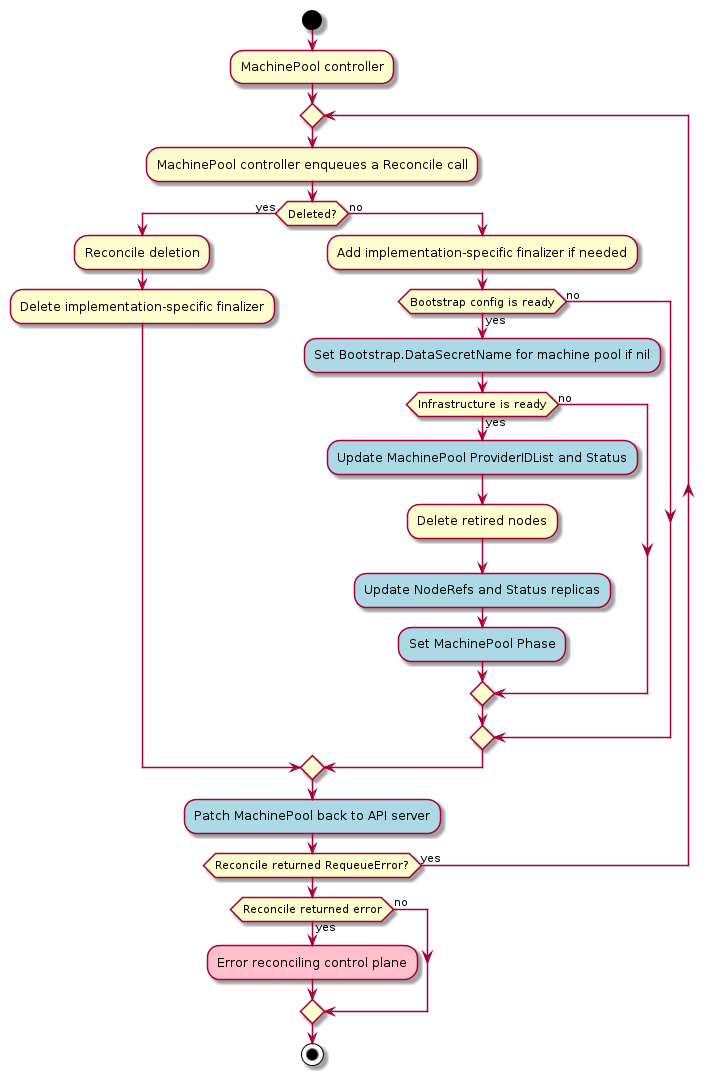 MachinePool controller
MachinePool controller enqueues a Reconcile call
yes
Deleted?
no
Reconcile deletion
Delete implementation-specific finalizer
Add implementation-specific finalizer if needed
Bootstrap config is ready
no
yes
Set Bootstrap.DataSecretName for machine pool if nil
Infrastructure is ready
no
yes
Update MachinePool ProviderIDList and Status
Delete retired nodes
Update NodeRefs and Status replicas
Set MachinePool Phase
Patch MachinePool back to API server
Reconcile returned RequeueError?
yes
Reconcile returned error
no
yes
Error reconciling control plane